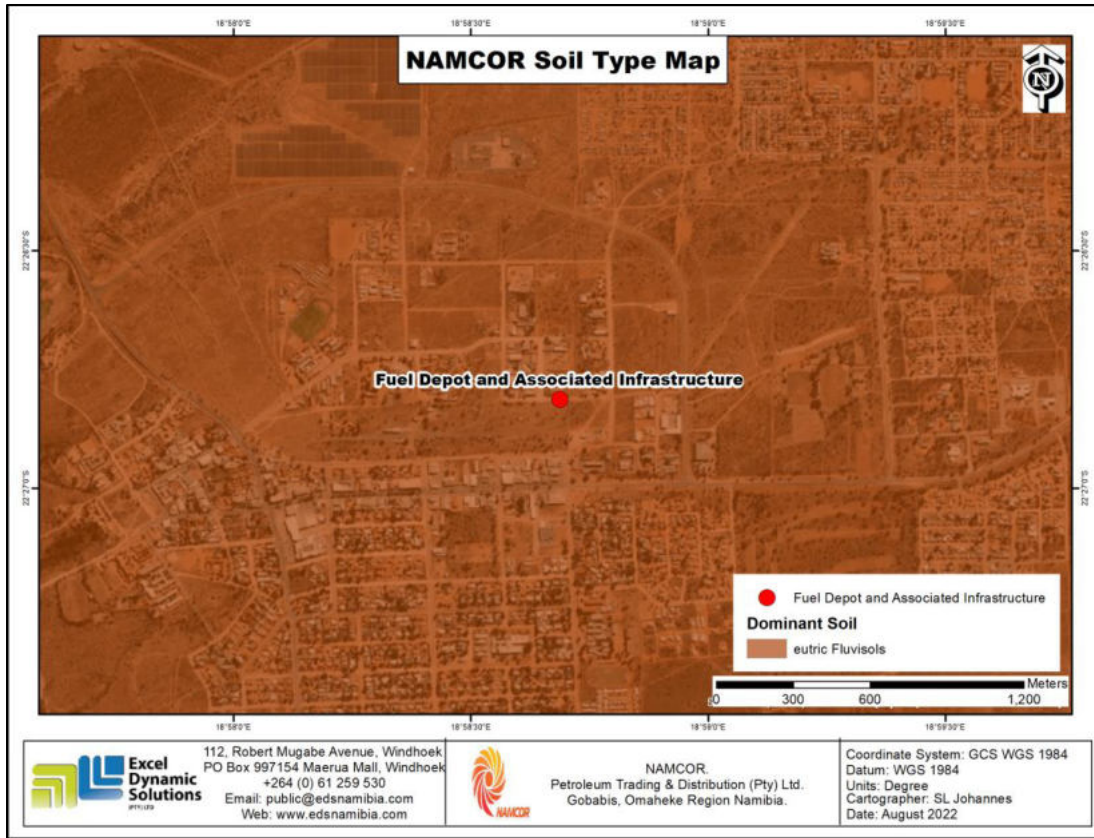 18°58'0"E 18°58'30"E 18°59'0"E 18°59'30"E
NAMCOR Soil Type Map
N
22°26'30"S 22°26'30"S
Fuel Depot and Associated Infrastructure
22°27'0"S 22°27'0"S
Fuel Depot and Associated Infrastructure
Dominant Soil
eutric Fluvisols
Meters
0 300 600 1,200
18°58'0"E 18°58'30"E 18°59'0"E 18°59'30"E
Excel
Dynamic
Solutions
(PTY) LTD
112, Robert Mugabe Avenue, Windhoek
PO Box 997154 Maerua Mall, Windhoek
+264 (0) 61 259 530
Email: public@edsnamibia.com
Web: www.edsnamibia.com
NAMCOR
NAMCOR.
Petroleum Trading & Distribution (Pty) Ltd.
Gobabis, Omaheke Region Namibia.
Coordinate System: GCS WGS 1984
Datum: WGS 1984
Units: Degree
Cartographer: SL Johannes
Date: August 2022